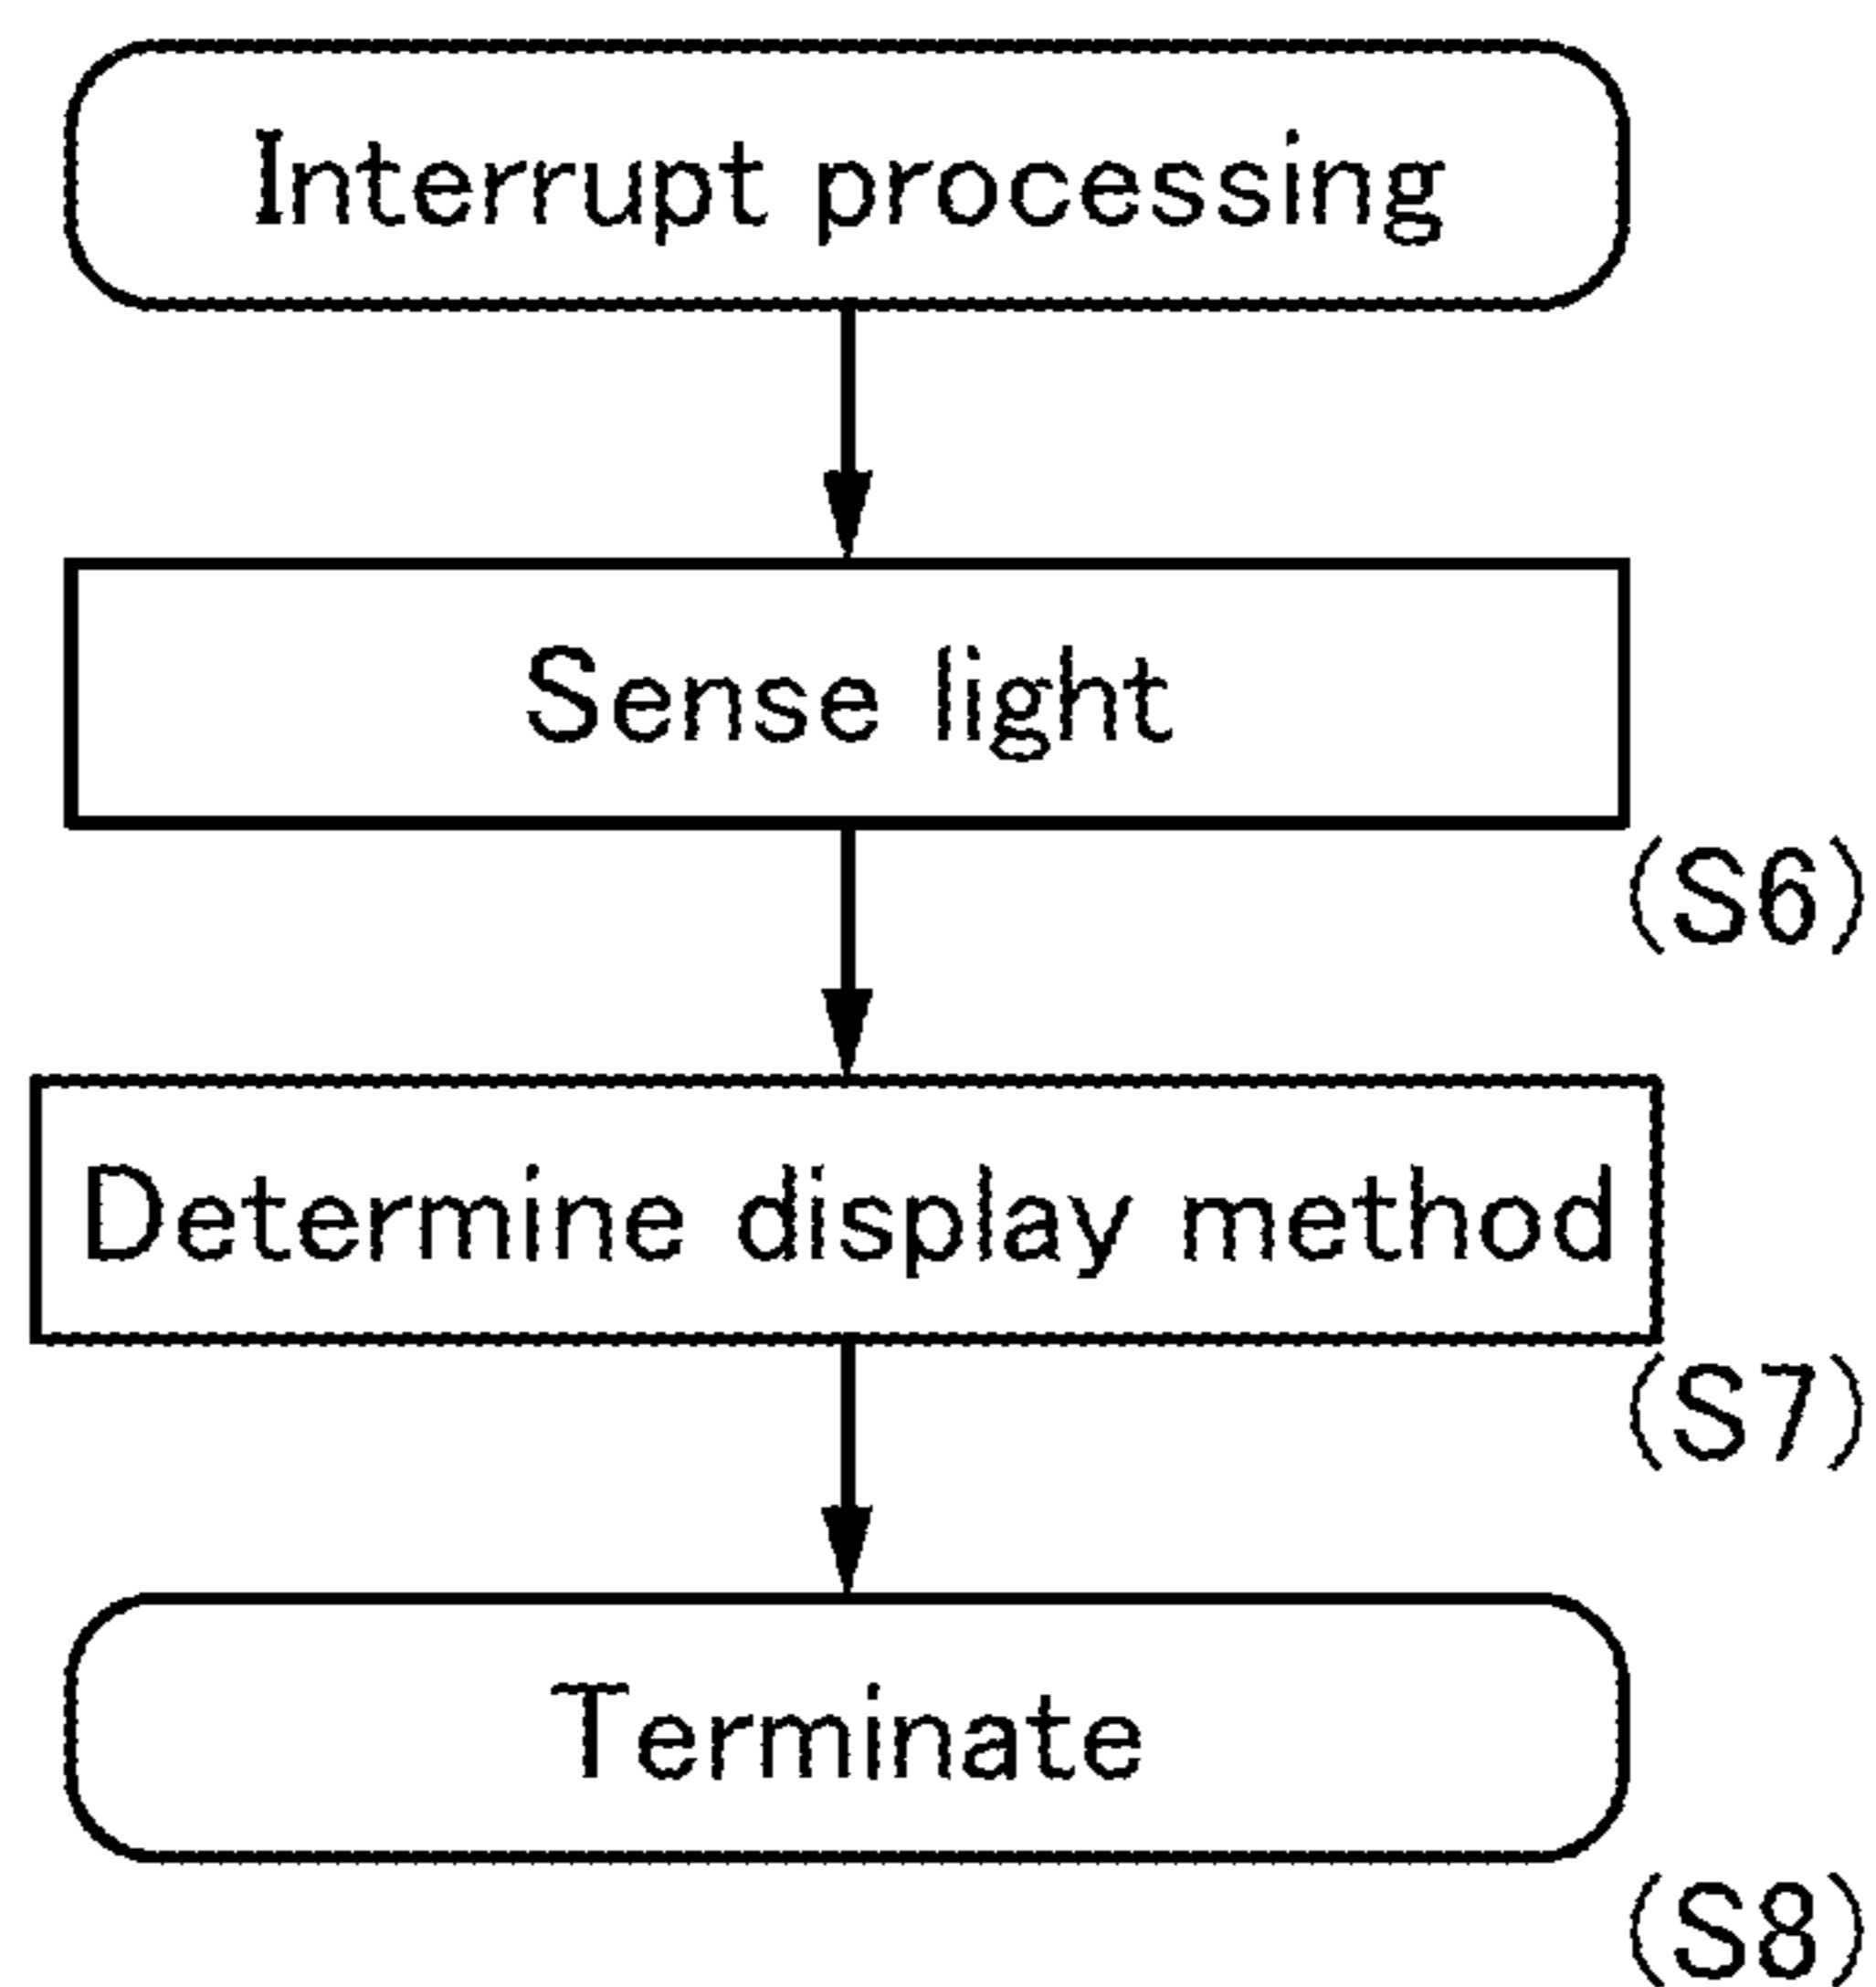 Interrupt processing
Sense light
(S6)
Determine display method
(S7)
Terminate
(S8)